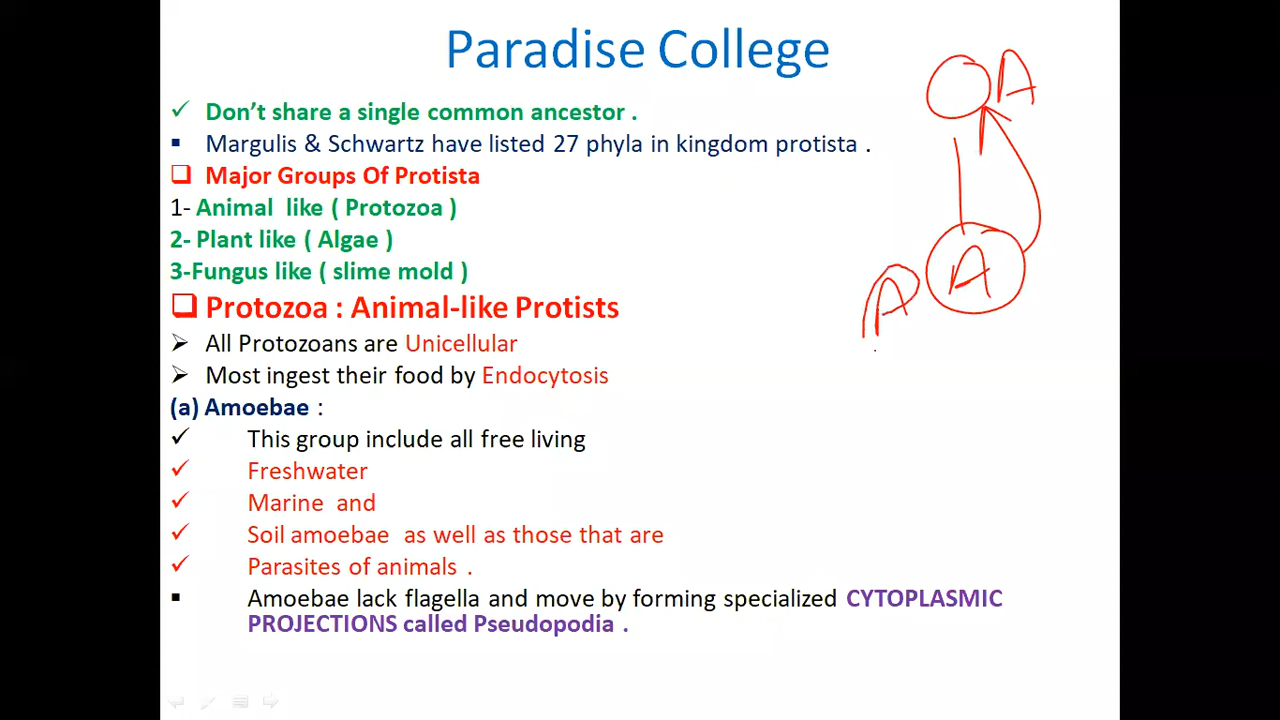 Paradise College
Don't share a single common ancestor .
Margulis & Schwartz have listed 27 phyla in kingdom protista .
Major Groups Of Protista
1- Animal like ( Protozoa )
2- Plant like ( Algae )
3-Fungus like ( slime mold )
Protozoa : Animal-like Protists
All Protozoans are Unicellular
Most ingest their food by Endocytosis
(a) Amoebae :
This group include all free living
Freshwater
Marine and
Soil amoebae as well as those that are
Parasites of animals .
Amoebae lack flagella and move by forming specialized CYTOPLASMIC
PROJECTIONS called Pseudopodia .
A
A
A